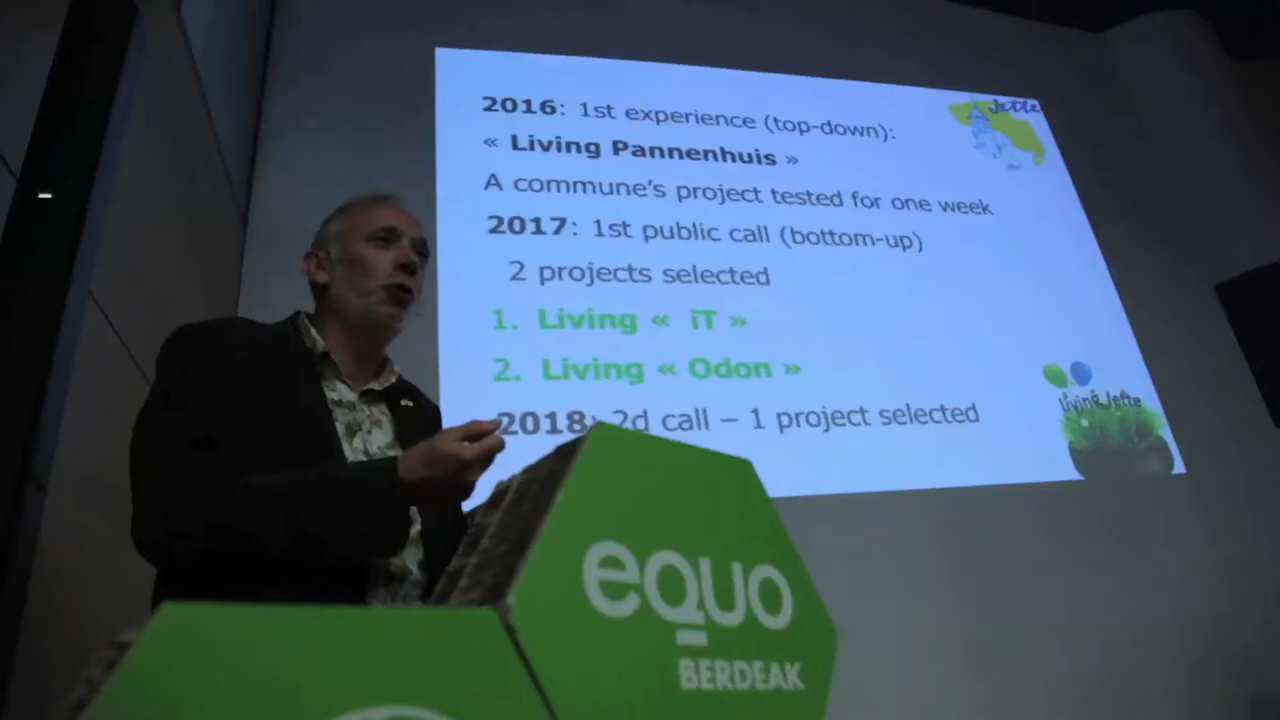 2016: 1st experience (top-down):
« Living Pannenhuis »
A commune's project tested for one week
2017: 1st public call (bottom-up)
2 projects selected
1. Living « iT »
2. Living « Odon »
2018: 2d call – 1 project selected
Jette
Living Jette
eQUO
BERDEAK